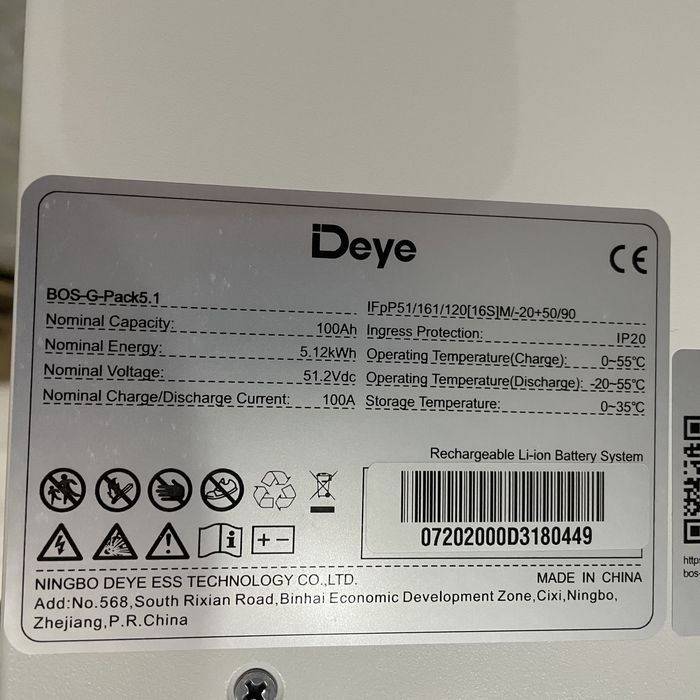 Deye
CE
BOS-G-Pack5.1
IFpP51/161/120[16S]M/-20+50/90
Nominal Capacity: 100Ah
Ingress Protection: IP20
Nominal Energy: 5.12kWh
Operating Temperature(Charge): 0~55℃
Nominal Voltage: 51.2Vdc
Operating Temperature(Discharge): -20~55℃
Nominal Charge/Discharge Current: 100A
Storage Temperature: 0~35℃
Rechargeable Li-ion Battery System
07202000D3180449
NINGBO DEYE ESS TECHNOLOGY CO.,LTD.
MADE IN CHINA
Add:No.568,South Rixian Road,Binhai Economic Development Zone,Cixi,Ningbo,
Zhejiang,P.R.China
bos-